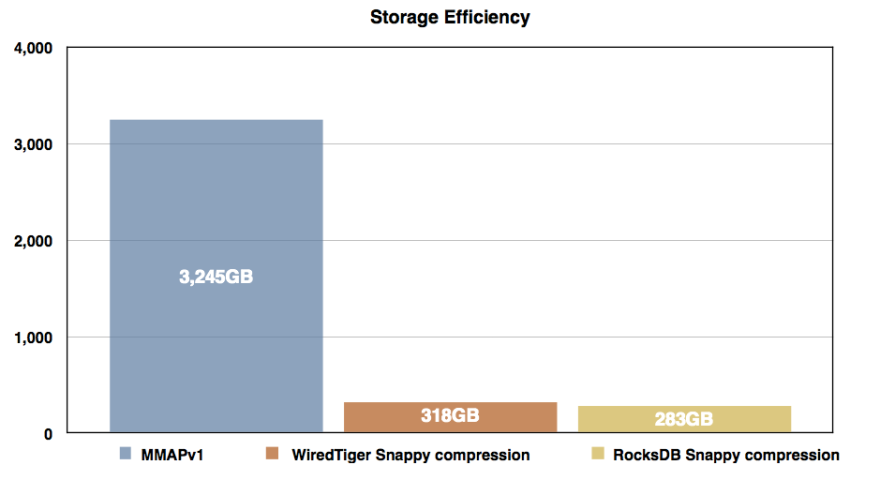 Storage Efficiency
4,000
3,000
2,000
1,000
0
3,245GB
318GB
283GB
MMAPv1
WiredTiger Snappy compression
RocksDB Snappy compression